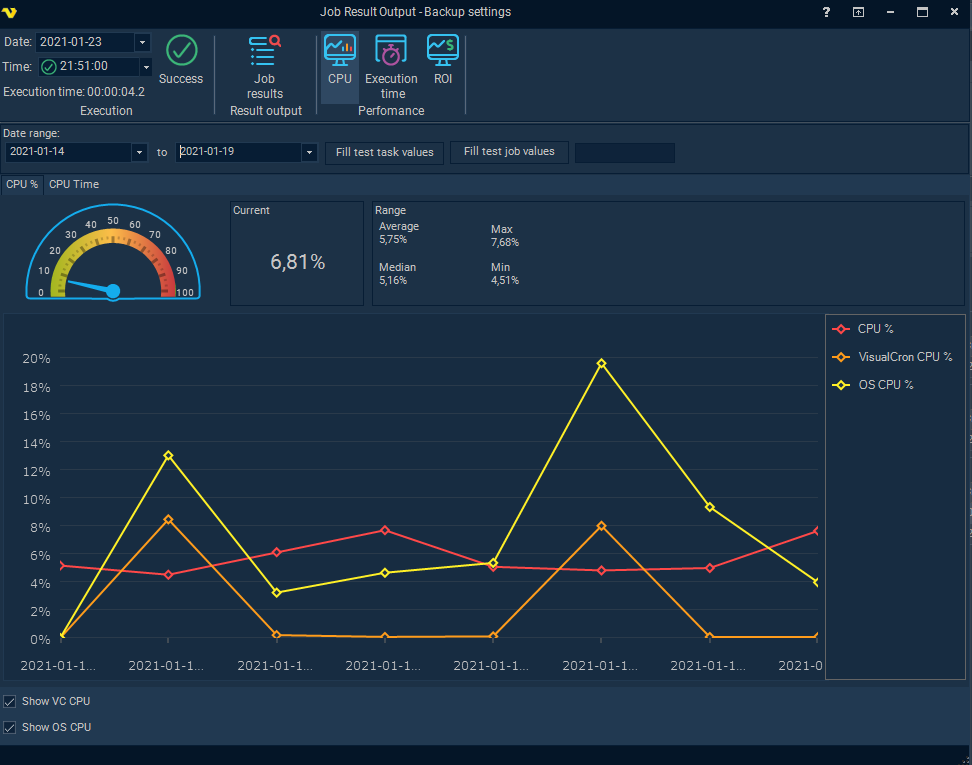 Job Result Output - Backup settings
?
Date: 2021-01-23
Time: 21:51:00
Execution time: 00:00:04.2
Execution
Success
Job
results
Result output
CPU
Execution
time
ROI
Perfomance
Date range:
2021-01-14 to 2021-01-19 Fill test task values Fill test job values
CPU % CPU Time
0
10
20
30
40
50
60
70
80
90
100
Current
6,81%
Range
Average
5,75%
Max
7,68%
Median
5,16%
Min
4,51%
20%
18%
16%
14%
12%
10%
8%
6%
4%
2%
0%
2021-01-1... 2021-01-1... 2021-01-1... 2021-01-1... 2021-01-1... 2021-01-1... 2021-01-1... 2021-0
CPU %
VisualCron CPU %
OS CPU %
Show VC CPU
Show OS CPU